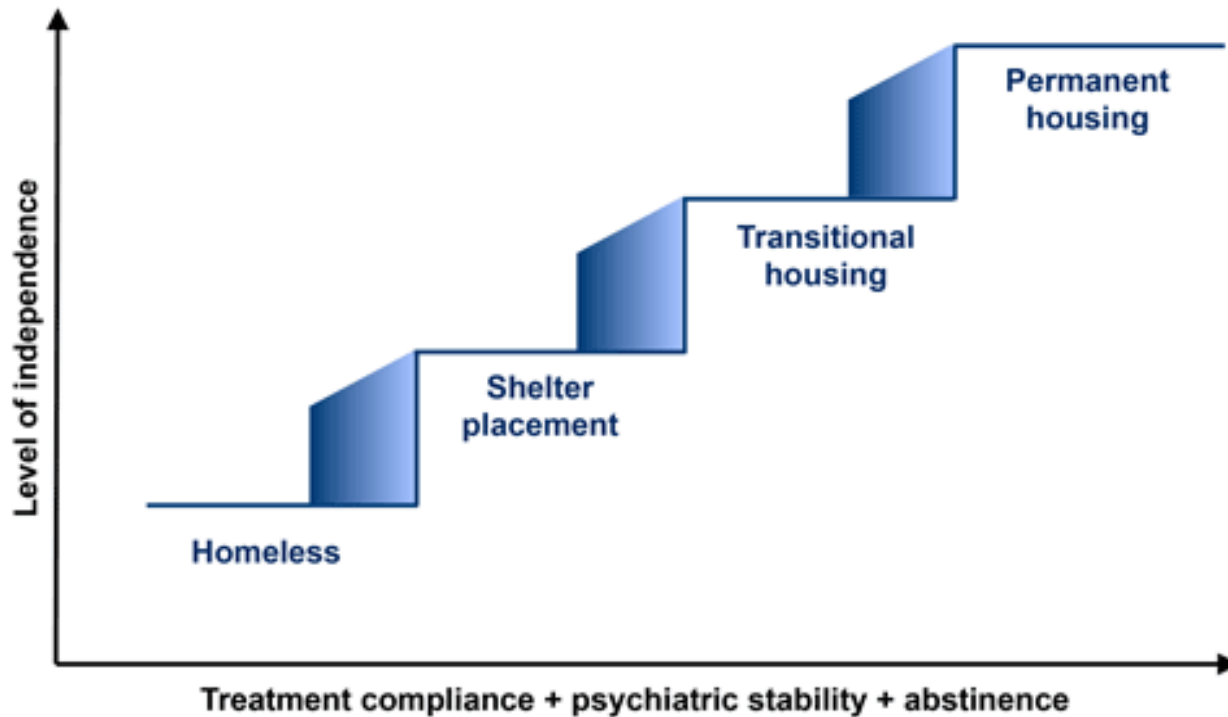 Permanent
housing
Transitional
housing
Shelter
placement
Homeless
Level of independence
Treatment compliance + psychiatric stability + abstinence